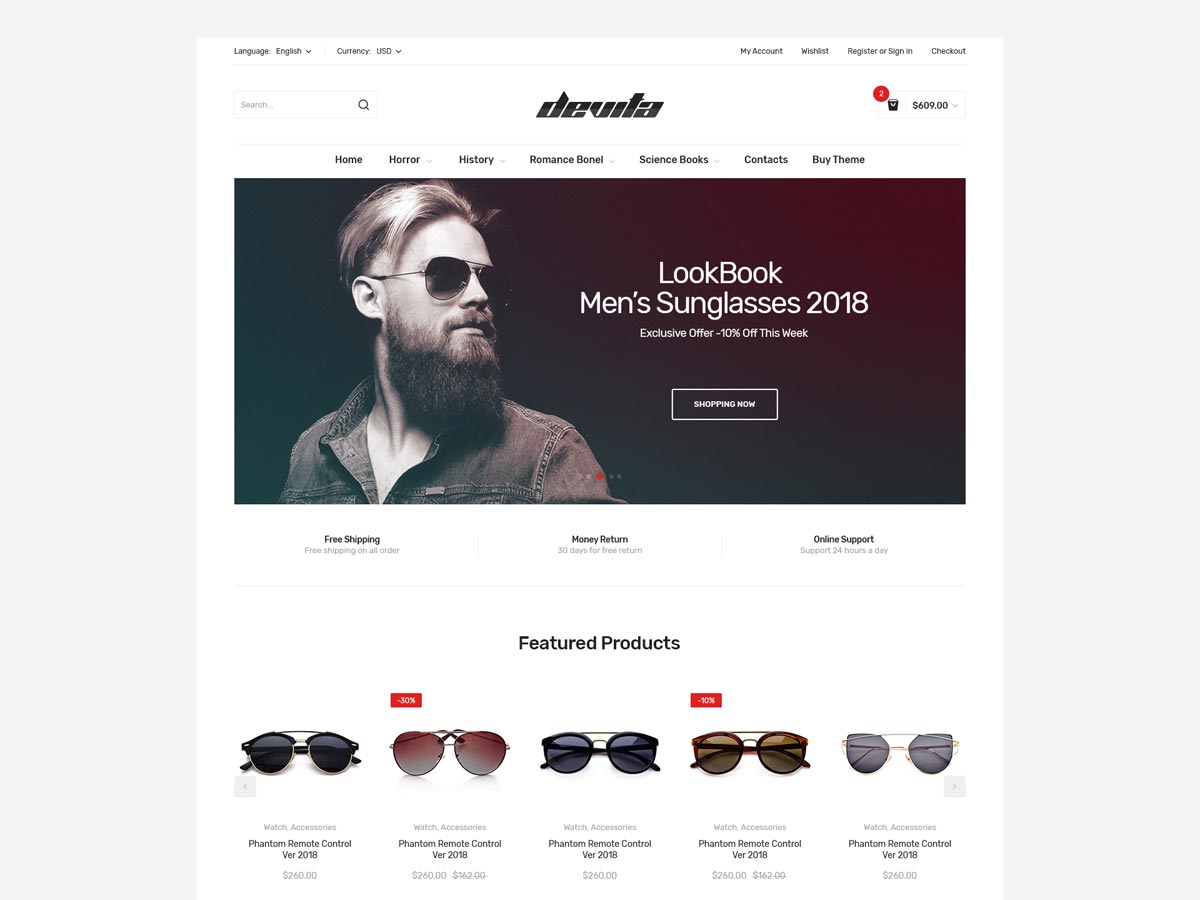 Language: English Currency: USD My Account Wishlist Register or Sign in Checkout
Search... devita 2 $609.00
Home Horror History Romance Bonel Science Books Contacts Buy Theme
LookBook
Men's Sunglasses 2018
Exclusive Offer -10% Off This Week
SHOPPING NOW
Free Shipping Money Return Online Support
Free shipping on all order 30 days for free return Support 24 hours a day
Featured Products
-30% -10%
Watch, Accessories Watch, Accessories Watch, Accessories Watch, Accessories Watch, Accessories
Phantom Remote Control Phantom Remote Control Phantom Remote Control Phantom Remote Control Phantom Remote Control
Ver 2018 Ver 2018 Ver 2018 Ver 2018 Ver 2018
$260.00 $260.00 $162.00 $260.00 $260.00 $162.00 $260.00